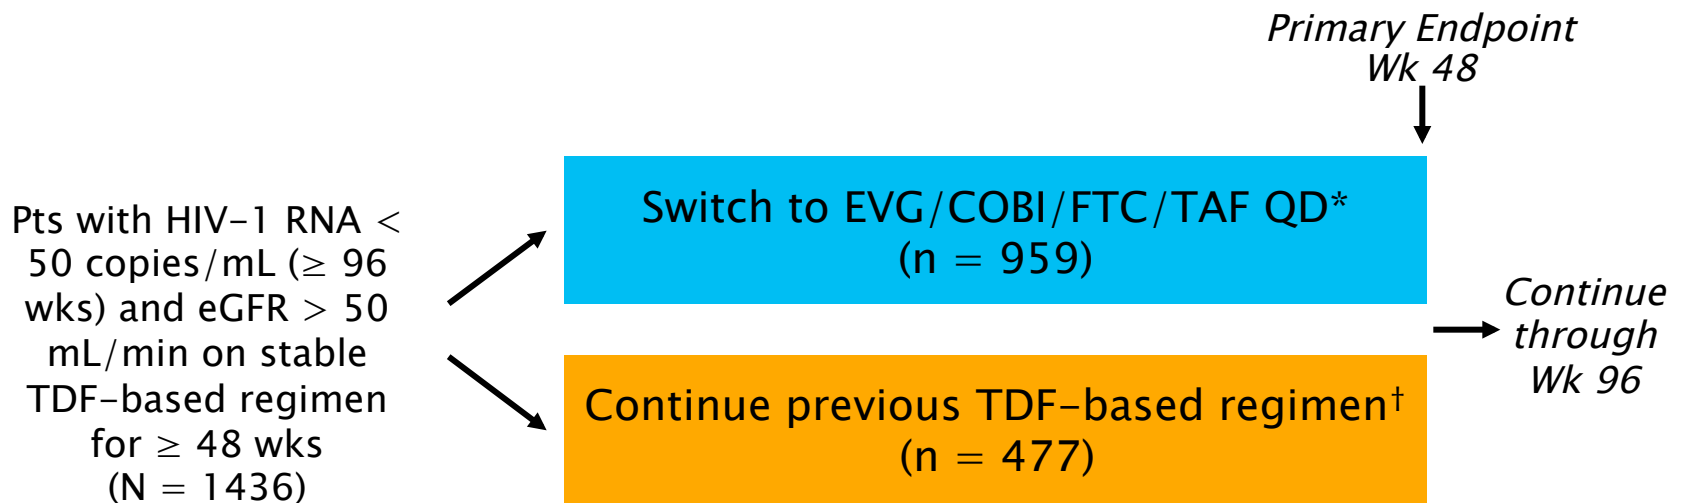 Primary Endpoint
Wk 48
Pts with HIV-1 RNA <
50 copies/mL (≥ 96
wks) and eGFR > 50
mL/min on stable
TDF-based regimen
for ≥ 48 wks
(N = 1436)
Switch to EVG/COBI/FTC/TAF QD*
(n = 959)
Continue previous TDF-based regimen†
(n = 477)
Continue
through
Wk 96